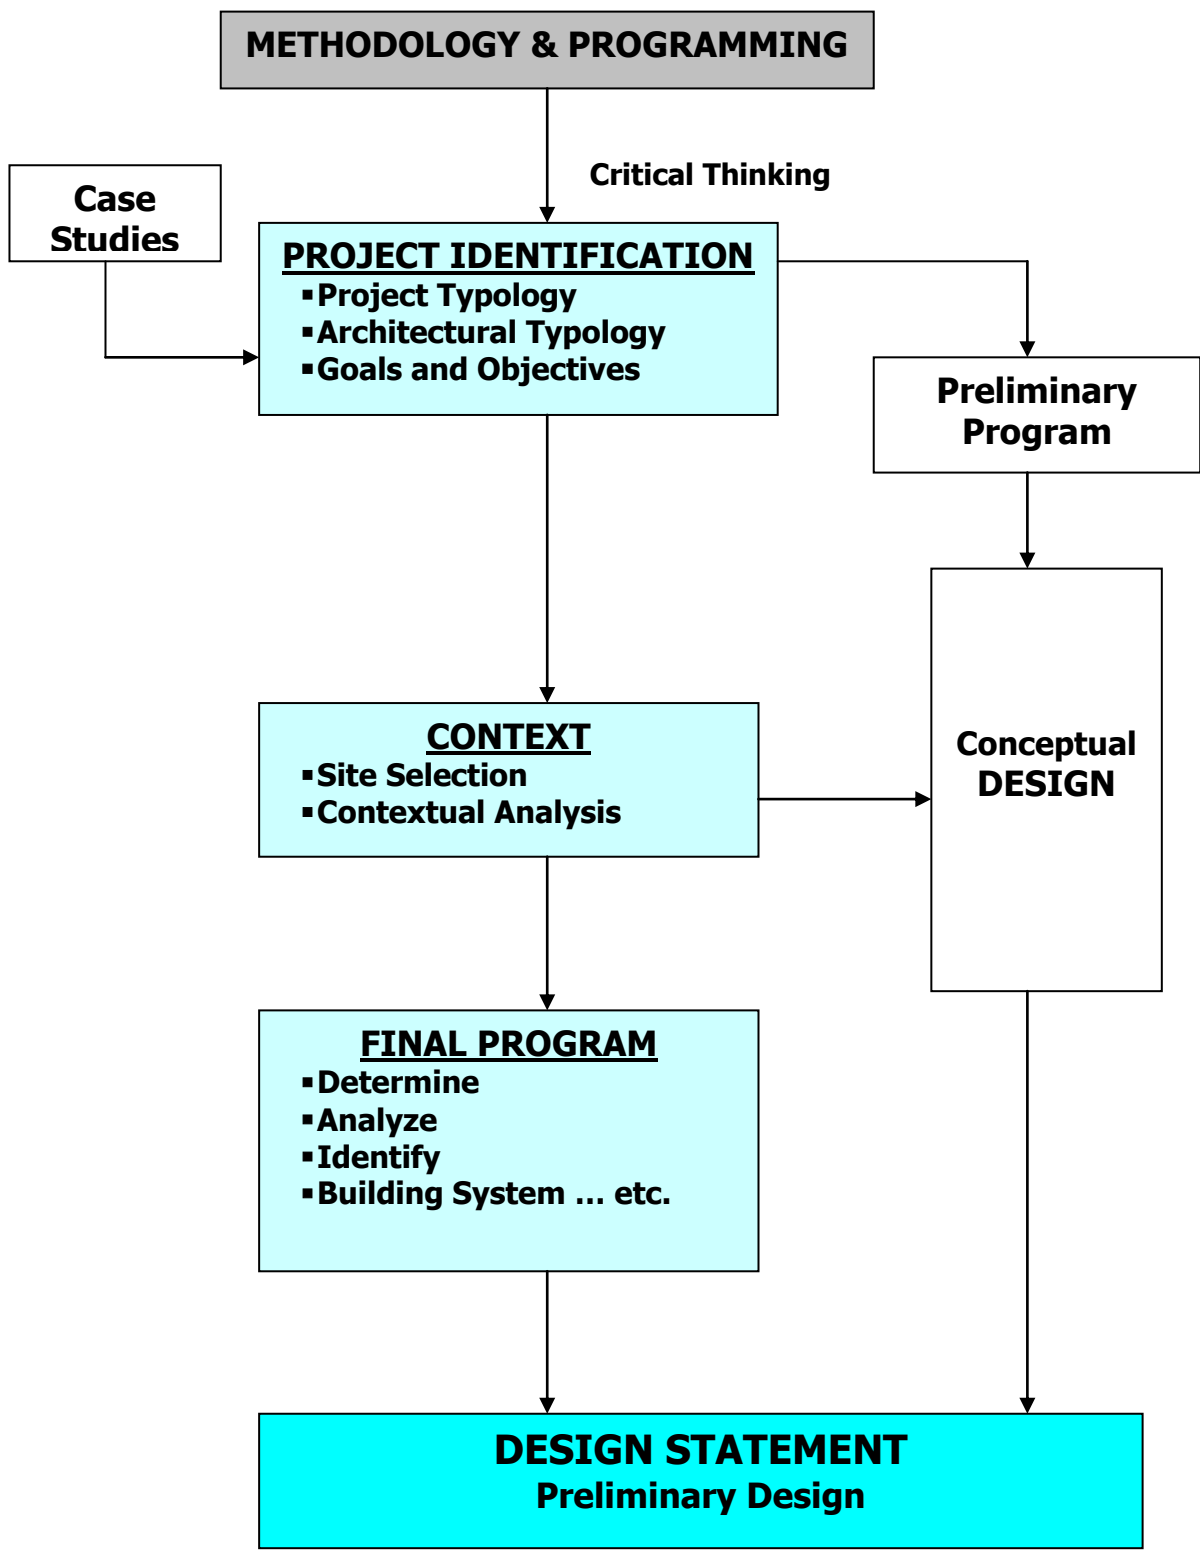 METHODOLOGY & PROGRAMMING
Critical Thinking
Case
Studies
PROJECT IDENTIFICATION
▪Project Typology
▪Architectural Typology
▪Goals and Objectives
Preliminary
Program
CONTEXT
▪Site Selection
▪Contextual Analysis
Conceptual
DESIGN
FINAL PROGRAM
▪Determine
▪Analyze
▪Identify
▪Building System ... etc.
DESIGN STATEMENT
Preliminary Design